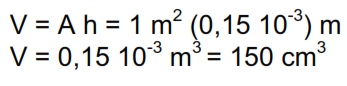 V = A h = 1 m² (0,15 10⁻³) m
V = 0,15 10⁻³ m³ = 150 cm³